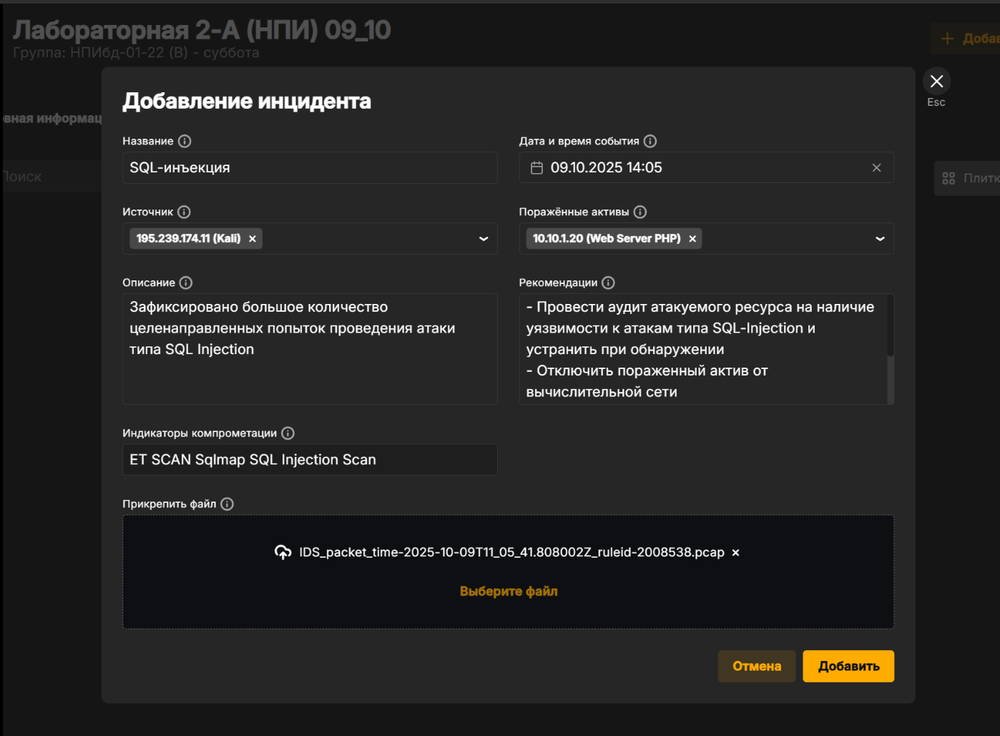 Лабораторная 2-А (НПИ) 09_10
Группа: НПИбд-01-22 (В) - суббота
Добавление инцидента
Esc
Название
Дата и время события
SQL-инъекция
09.10.2025 14:05
Поиск
Источник
Поражённые активы
195.239.174.11 (Kali)
10.10.1.20 (Web Server PHP)
Описание
Рекомендации
Зафиксировано большое количество
целенаправленных попыток проведения атаки
типа SQL Injection
- Провести аудит атакуемого ресурса на наличие
уязвимости к атакам типа SQL-Injection и
устранить при обнаружении
- Отключить пораженный актив от
вычислительной сети
Индикаторы компрометации
ET SCAN Sqlmap SQL Injection Scan
Прикрепить файл
IDS_packet_time-2025-10-09T11_05_41.808002Z_ruleid-2008538.pcap
Выберите файл
Отмена
Добавить